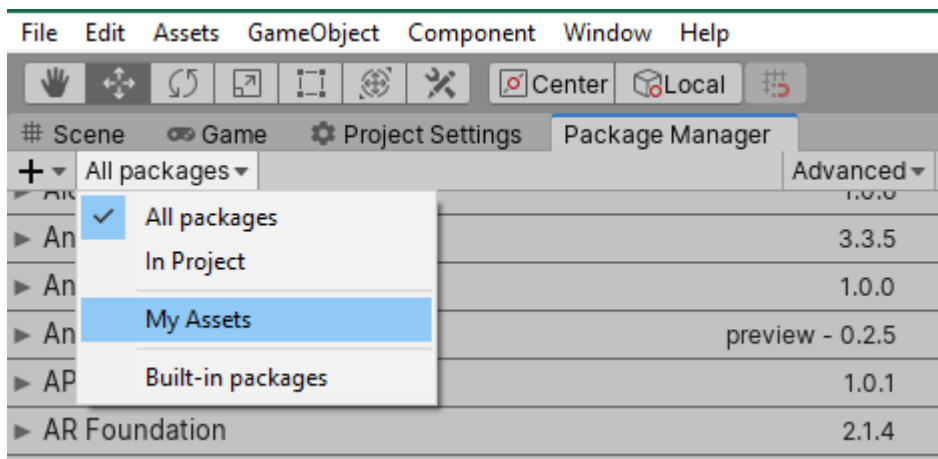 File Edit Assets GameObject Component Window Help
Center Local
Scene Game Project Settings Package Manager
All packages Advanced
All packages
In Project
My Assets
Built-in packages
An 3.3.5
An 1.0.0
An preview - 0.2.5
AP 1.0.1
AR Foundation 2.1.4